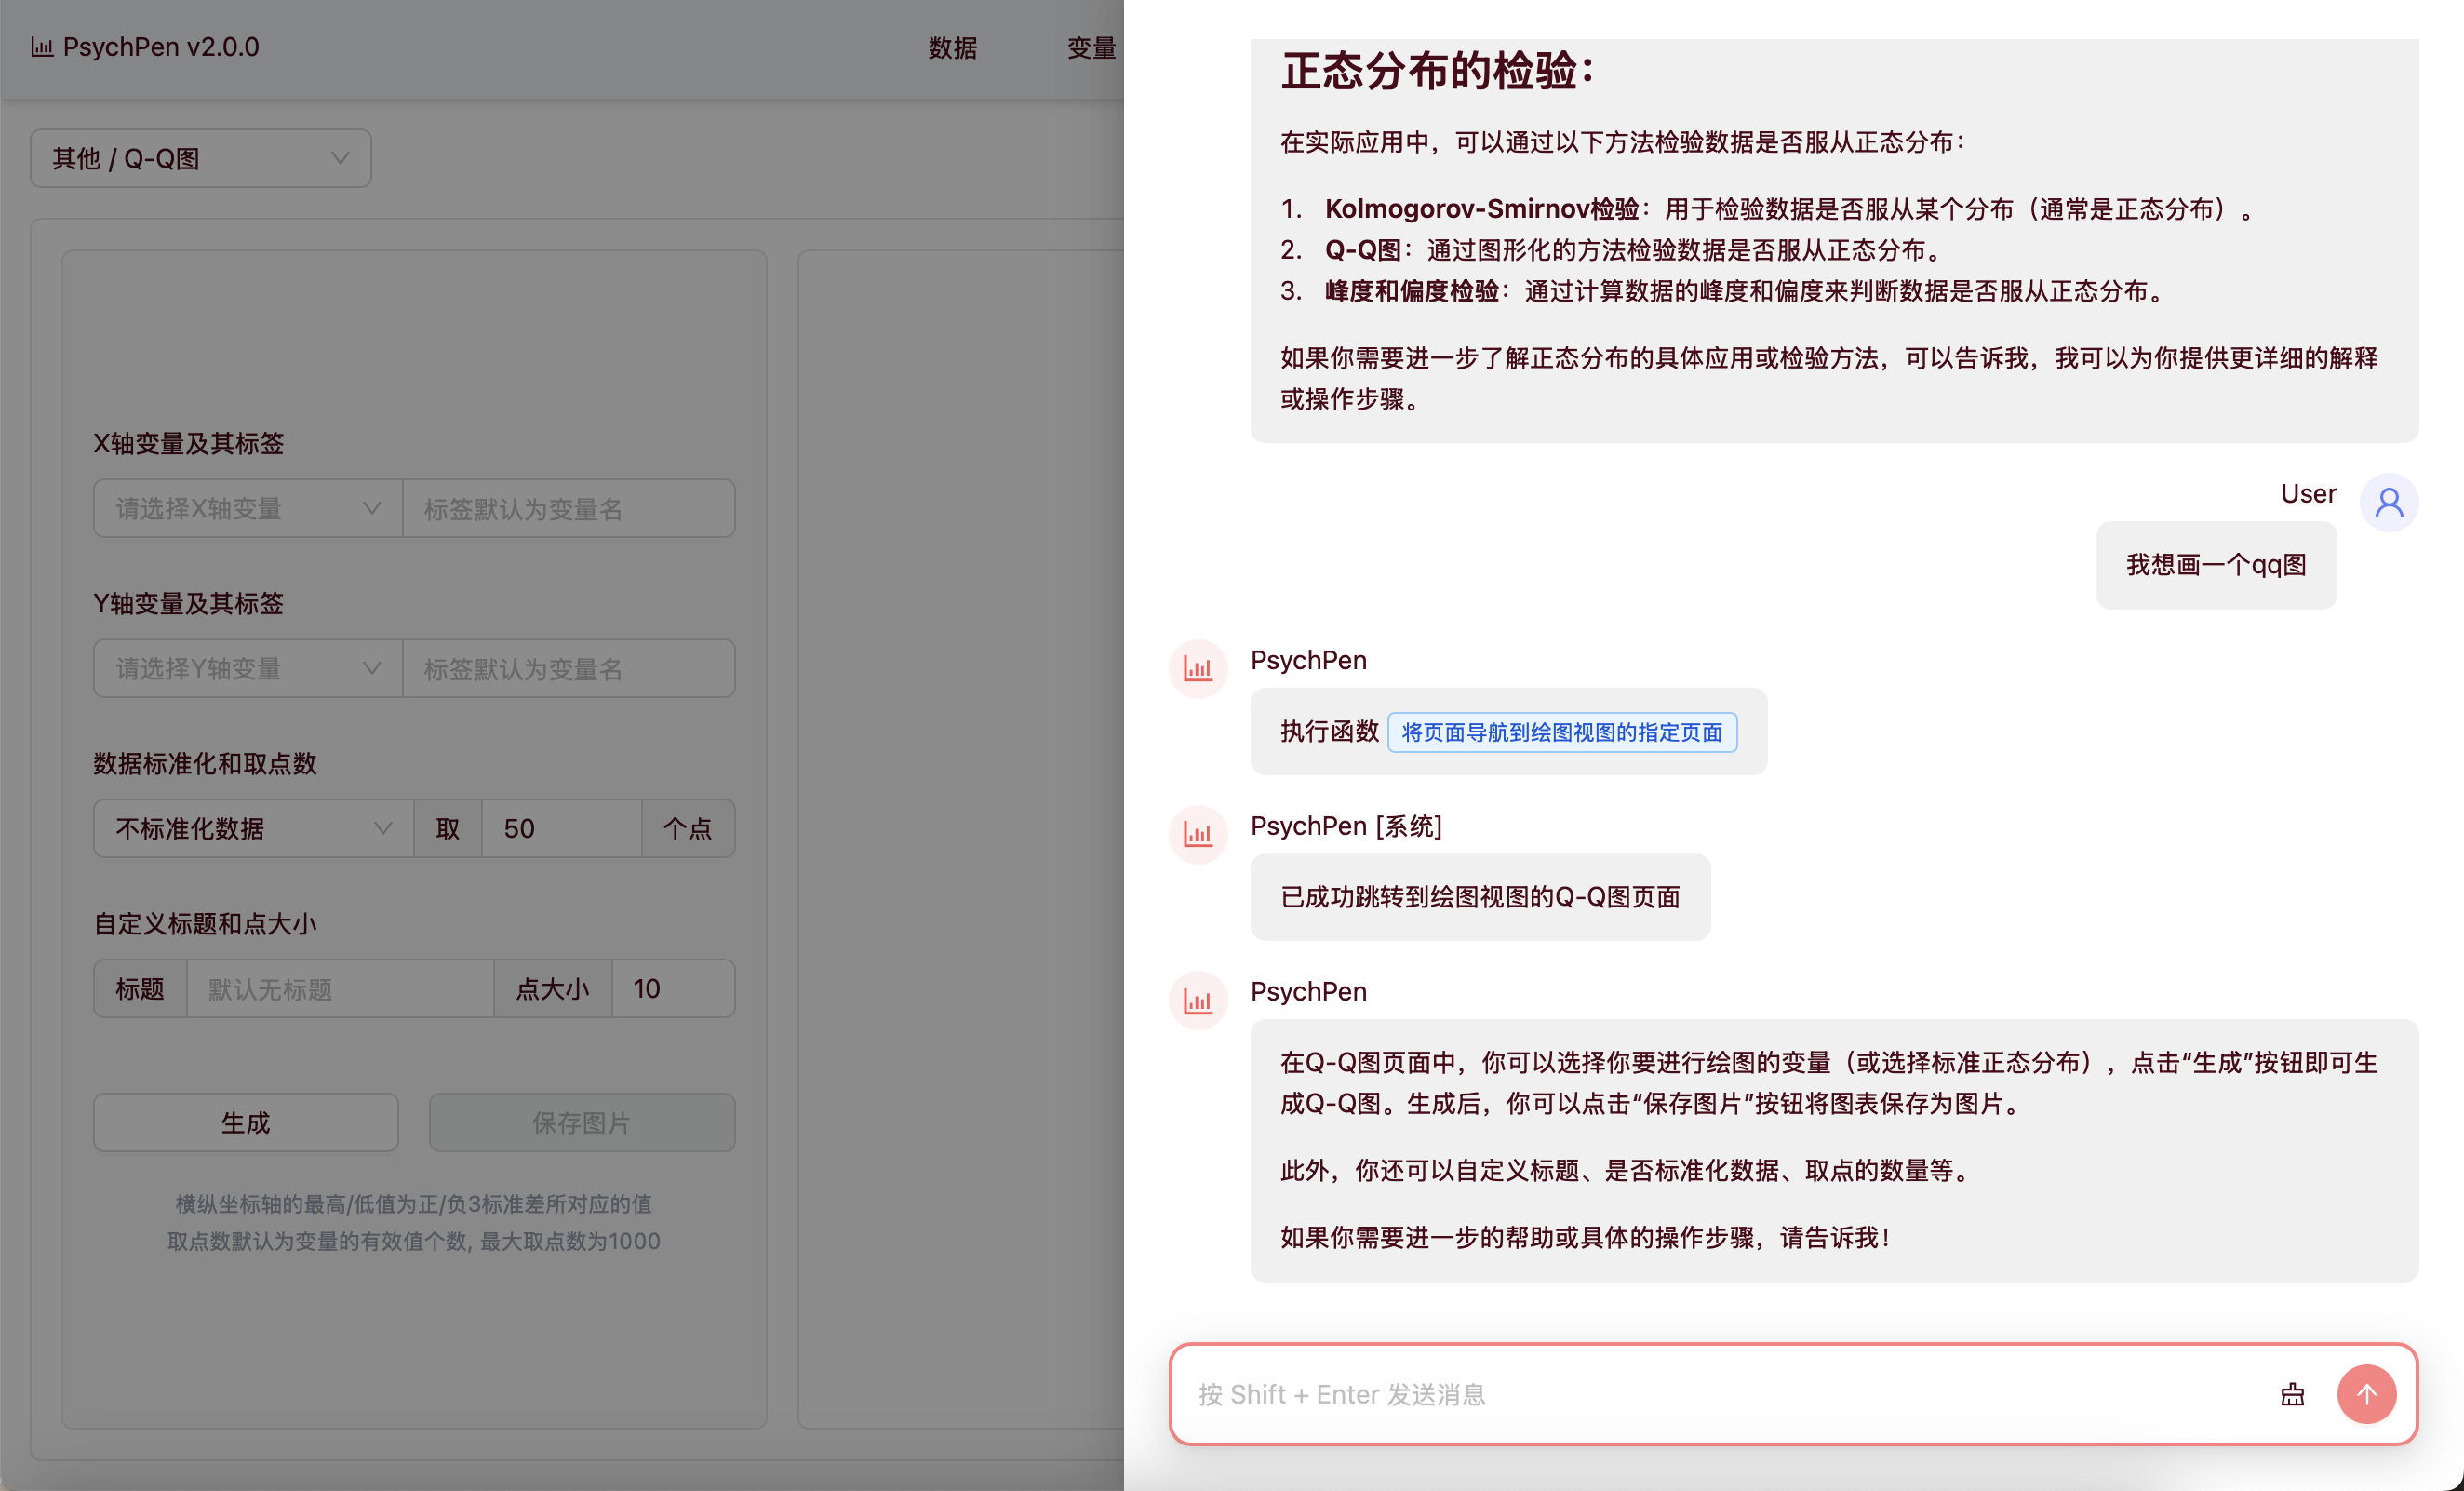 PsychPen v2.0.0
数据
变量
其他 / Q-Q图
X轴变量及其标签
请选择X轴变量
标签默认为变量名
Y轴变量及其标签
请选择Y轴变量
标签默认为变量名
数据标准化和取点数
不标准化数据
取
50
个点
自定义标题和点大小
标题
默认无标题
点大小
10
生成
保存图片
横纵坐标轴的最高/低值为正/负3标准差所对应的值
取点数默认为变量的有效值个数, 最大取点数为1000
正态分布的检验：
在实际应用中，可以通过以下方法检验数据是否服从正态分布：
1. Kolmogorov-Smirnov检验：用于检验数据是否服从某个分布（通常是正态分布）。
2. Q-Q图：通过图形化的方法检验数据是否服从正态分布。
3. 峰度和偏度检验：通过计算数据的峰度和偏度来判断数据是否服从正态分布。
如果你需要进一步了解正态分布的具体应用或检验方法，可以告诉我，我可以为你提供更详细的解释
或操作步骤。
User
我想画一个qq图
PsychPen
执行函数 将页面导航到绘图视图的指定页面
PsychPen [系统]
已成功跳转到绘图视图的Q-Q图页面
PsychPen
在Q-Q图页面中，你可以选择你要进行绘图的变量（或选择标准正态分布），点击“生成”按钮即可生
成Q-Q图。生成后，你可以点击“保存图片”按钮将图表保存为图片。
此外，你还可以自定义标题、是否标准化数据、取点的数量等。
如果你需要进一步的帮助或具体的操作步骤，请告诉我！
按 Shift + Enter 发送消息